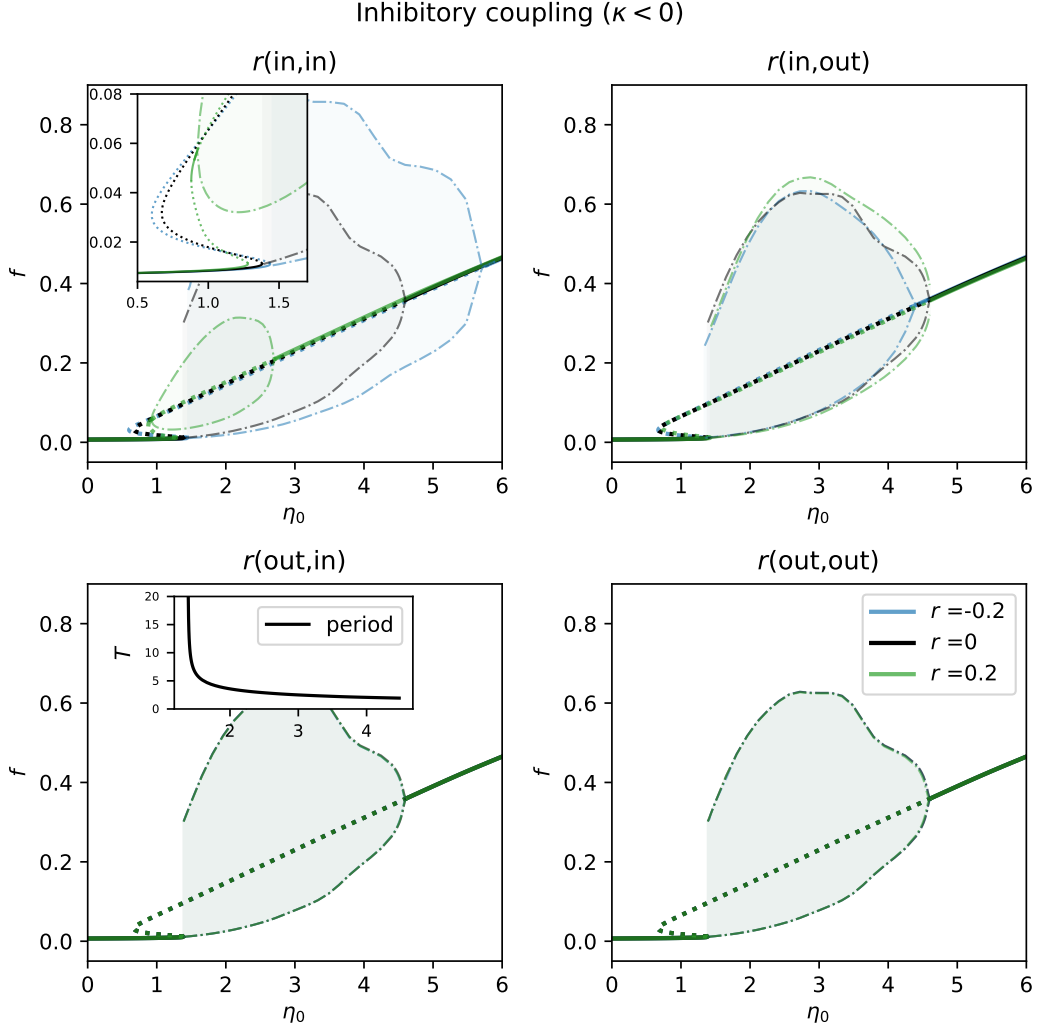 Inhibitory coupling (κ < 0)
r(in,in)
r(in,out)
0.8
0.6
0.4
0.2
0.0
f
0.08
0.06
0.04
0.02
0.5 1.0 1.5
0 1 2 3 4 5 6
η₀
0.8
0.6
0.4
0.2
0.0
f
0 1 2 3 4 5 6
η₀
r(out,in)
r(out,out)
0.8
0.6
0.4
0.2
0.0
f
20
15
10
5
0
T
period
2 3 4
0 1 2 3 4 5 6
η₀
0.8
0.6
0.4
0.2
0.0
f
r =-0.2
r =0
r =0.2
0 1 2 3 4 5 6
η₀